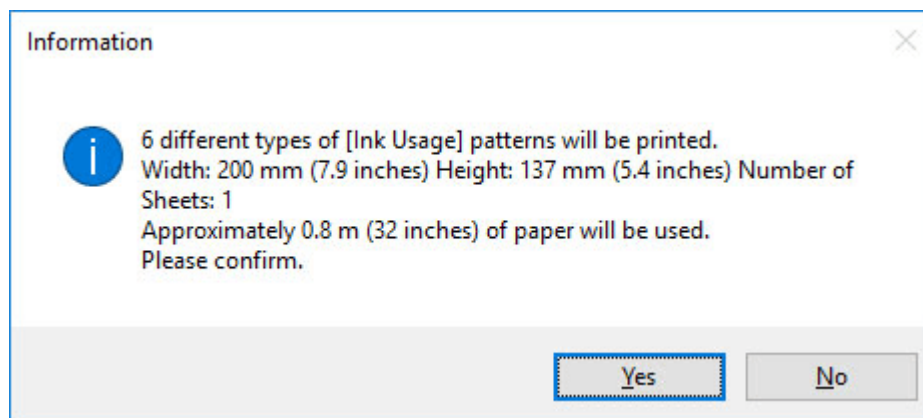 Information
6 different types of [Ink Usage] patterns will be printed.
Width: 200 mm (7.9 inches) Height: 137 mm (5.4 inches) Number of
Sheets: 1
Approximately 0.8 m (32 inches) of paper will be used.
Please confirm.
Yes
No